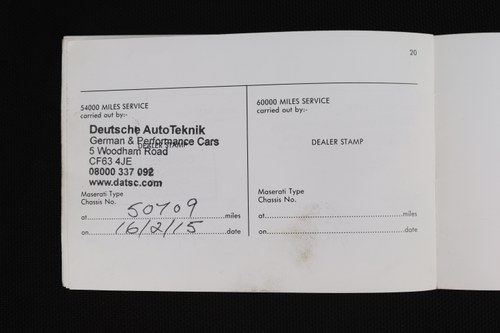 20
54000 MILES SERVICE
carried out by:-
Deutsche AutoTeknik
German & Performance Cars
DEALER STAMP
5 Woodham Road
CF63 4JE
08000 337 092
www.datsc.com
Maserati Type
Chassis No.
at 50709 miles
on 16/2/15 date
60000 MILES SERVICE
carried out by:-
DEALER STAMP
Maserati Type
Chassis No.
at miles
on date